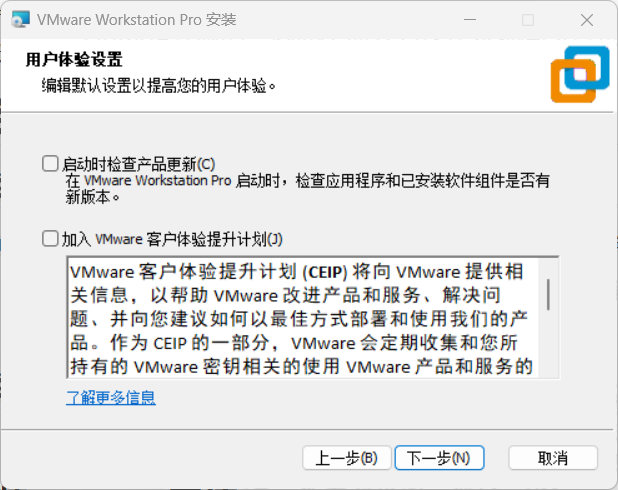 VMware Workstation Pro 安装
用户体验设置
编辑默认设置以提高您的用户体验。
启动时检查产品更新(C)
在 VMware Workstation Pro 启动时，检查应用程序和已安装软件组件是否有
新版本。
加入 VMware 客户体验提升计划(J)
VMware 客户体验提升计划 (CEIP) 将向 VMware 提供相
关信息，以帮助 VMware 改进产品和服务、解决问
题、并向您建议如何以最佳方式部署和使用我们的产
品。作为 CEIP 的一部分，VMware 会定期收集和您所
持有的 VMware 密钥相关的使用 VMware 产品和服务的
了解更多信息
上一步(B)
下一步(N)
取消